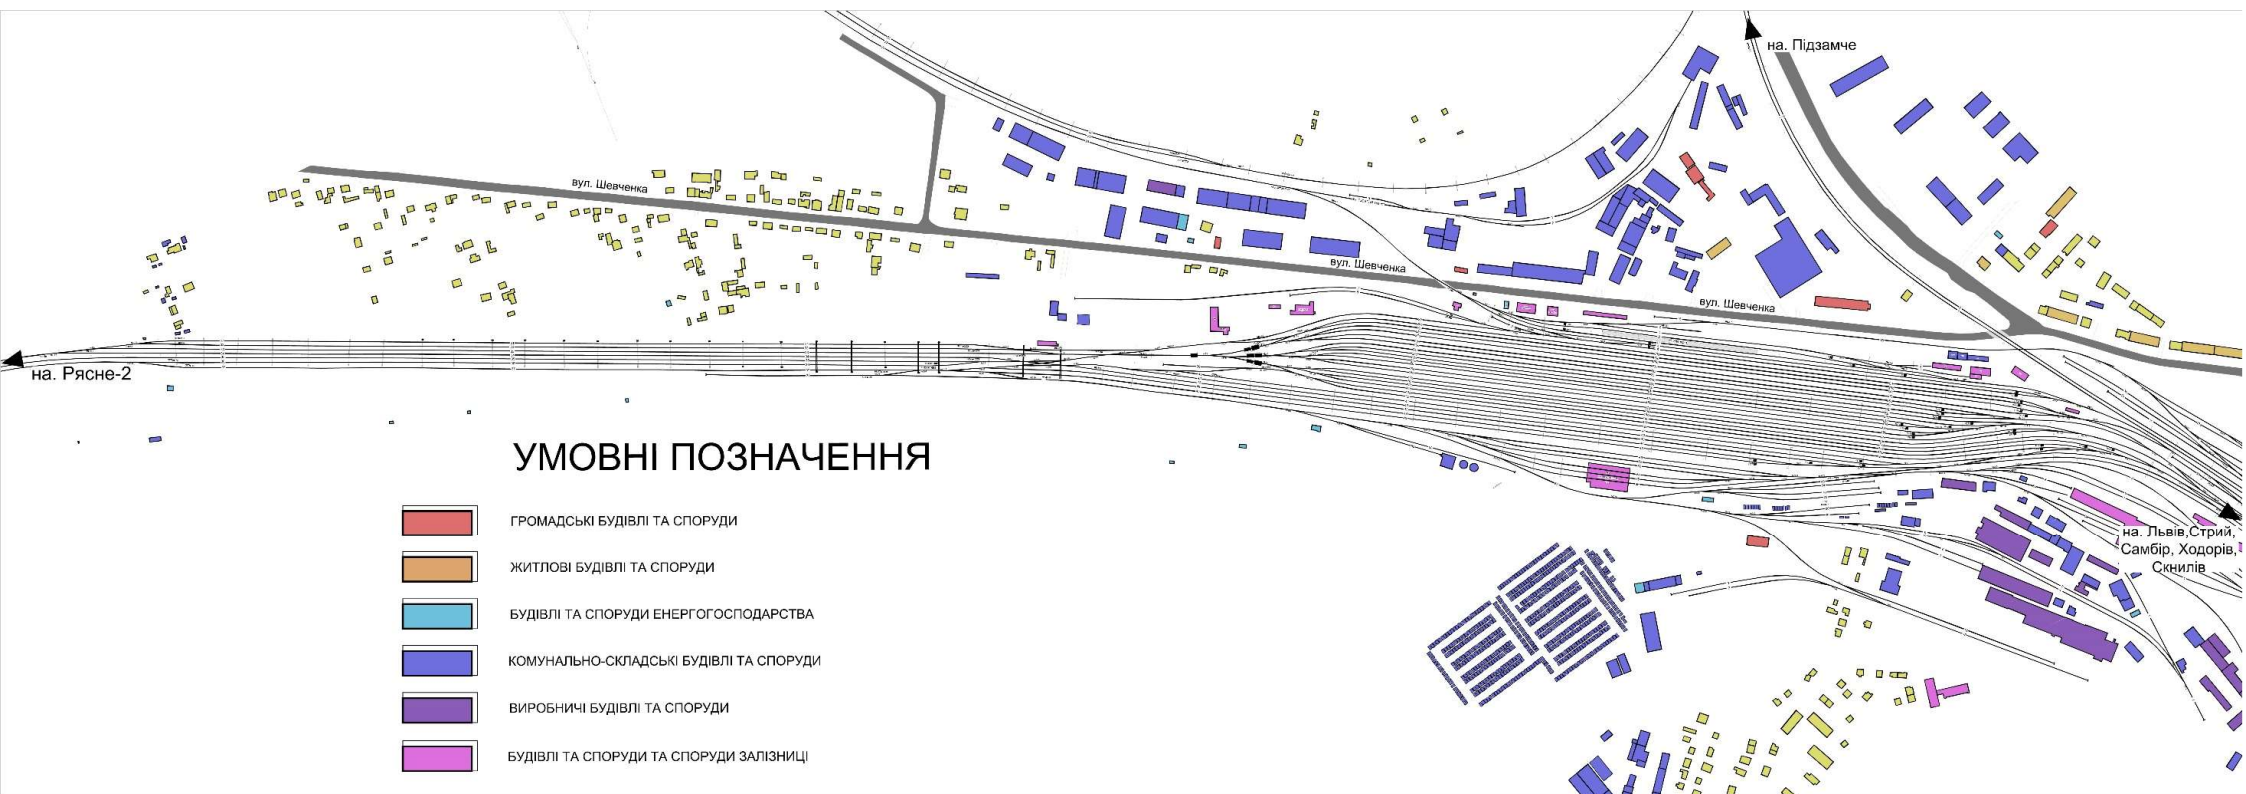 на. Підзамче
вул. Шевченка
вул. Шевченка
вул. Шевченка
на. Рясне-2
УМОВНІ ПОЗНАЧЕННЯ
ГРОМАДСЬКІ БУДІВЛІ ТА СПОРУДИ
ЖИТЛОВІ БУДІВЛІ ТА СПОРУДИ
БУДІВЛІ ТА СПОРУДИ ЕНЕРГОГОСПОДАРСТВА
КОМУНАЛЬНО-СКЛАДСЬКІ БУДІВЛІ ТА СПОРУДИ
ВИРОБНИЧІ БУДІВЛІ ТА СПОРУДИ
БУДІВЛІ ТА СПОРУДИ ТА СПОРУДИ ЗАЛІЗНИЦІ
на. Львів,Стрий,
Самбір, Ходорів,
Скнилів